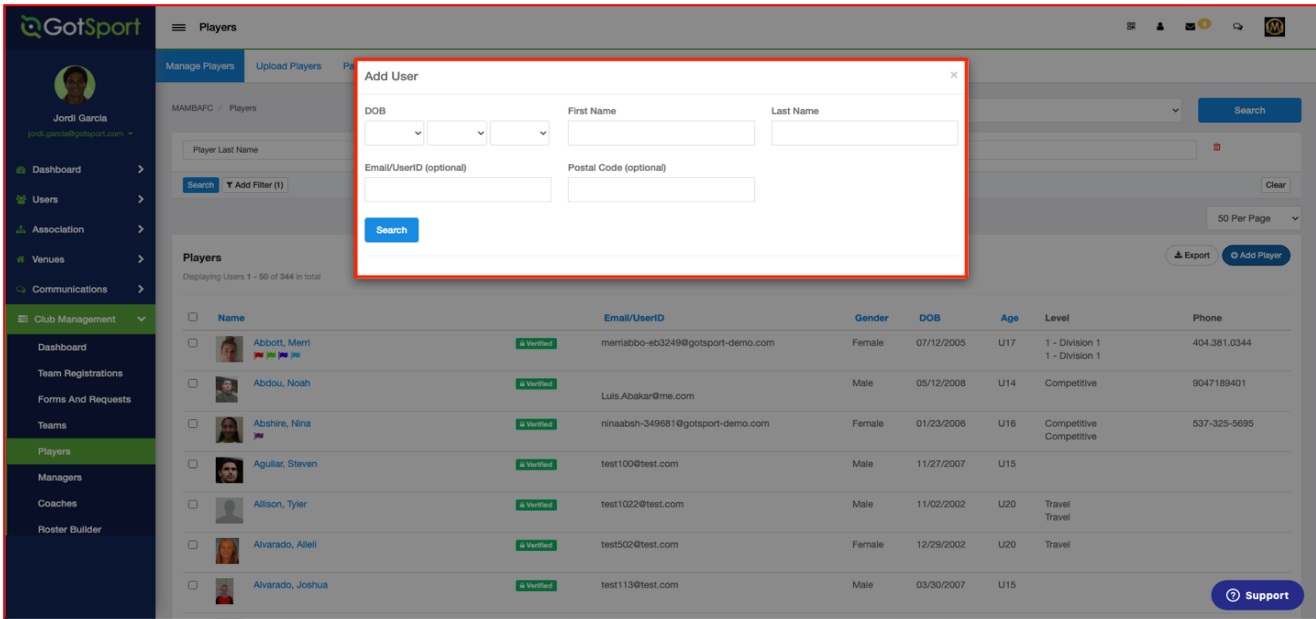 GotSport
Players
0
Jordi Garcia
jordi.garcia@gotsport.com
Dashboard
Users
Association
Venues
Communications
Club Management
Dashboard
Team Registrations
Forms And Requests
Teams
Players
Managers
Coaches
Roster Builder
Manage Players
Upload Players
Pa
MAMBAFC / Players
Search
Player Last Name
Search
Add Filter (1)
Clear
50 Per Page
Add User
×
DOB
First Name
Last Name
Email/UserID (optional)
Postal Code (optional)
Search
Players
Displaying Users 1 - 50 of 344 in total
Export
Add Player
Name Email/UserID Gender DOB Age Level Phone
Abbott, Merri Verified merriabbo-eb3249@gotsport-demo.com Female 07/12/2005 U17 1 - Division 1 404.381.0344
1 - Division 1
Abdou, Noah Verified Male 05/12/2008 U14 Competitive 9047189401
Luis.Abakar@me.com
Abshire, Nina Verified ninaabsh-349681@gotsport-demo.com Female 01/23/2006 U16 Competitive 537-325-5695
Competitive
Aguilar, Steven Verified test100@test.com Male 11/27/2007 U15
Allison, Tyler Verified test1022@test.com Male 11/02/2002 U20 Travel
Travel
Alvarado, Alleli Verified test502@test.com Female 12/29/2002 U20 Travel
Alvarado, Joshua Verified test113@test.com Male 03/30/2007 U15
Support